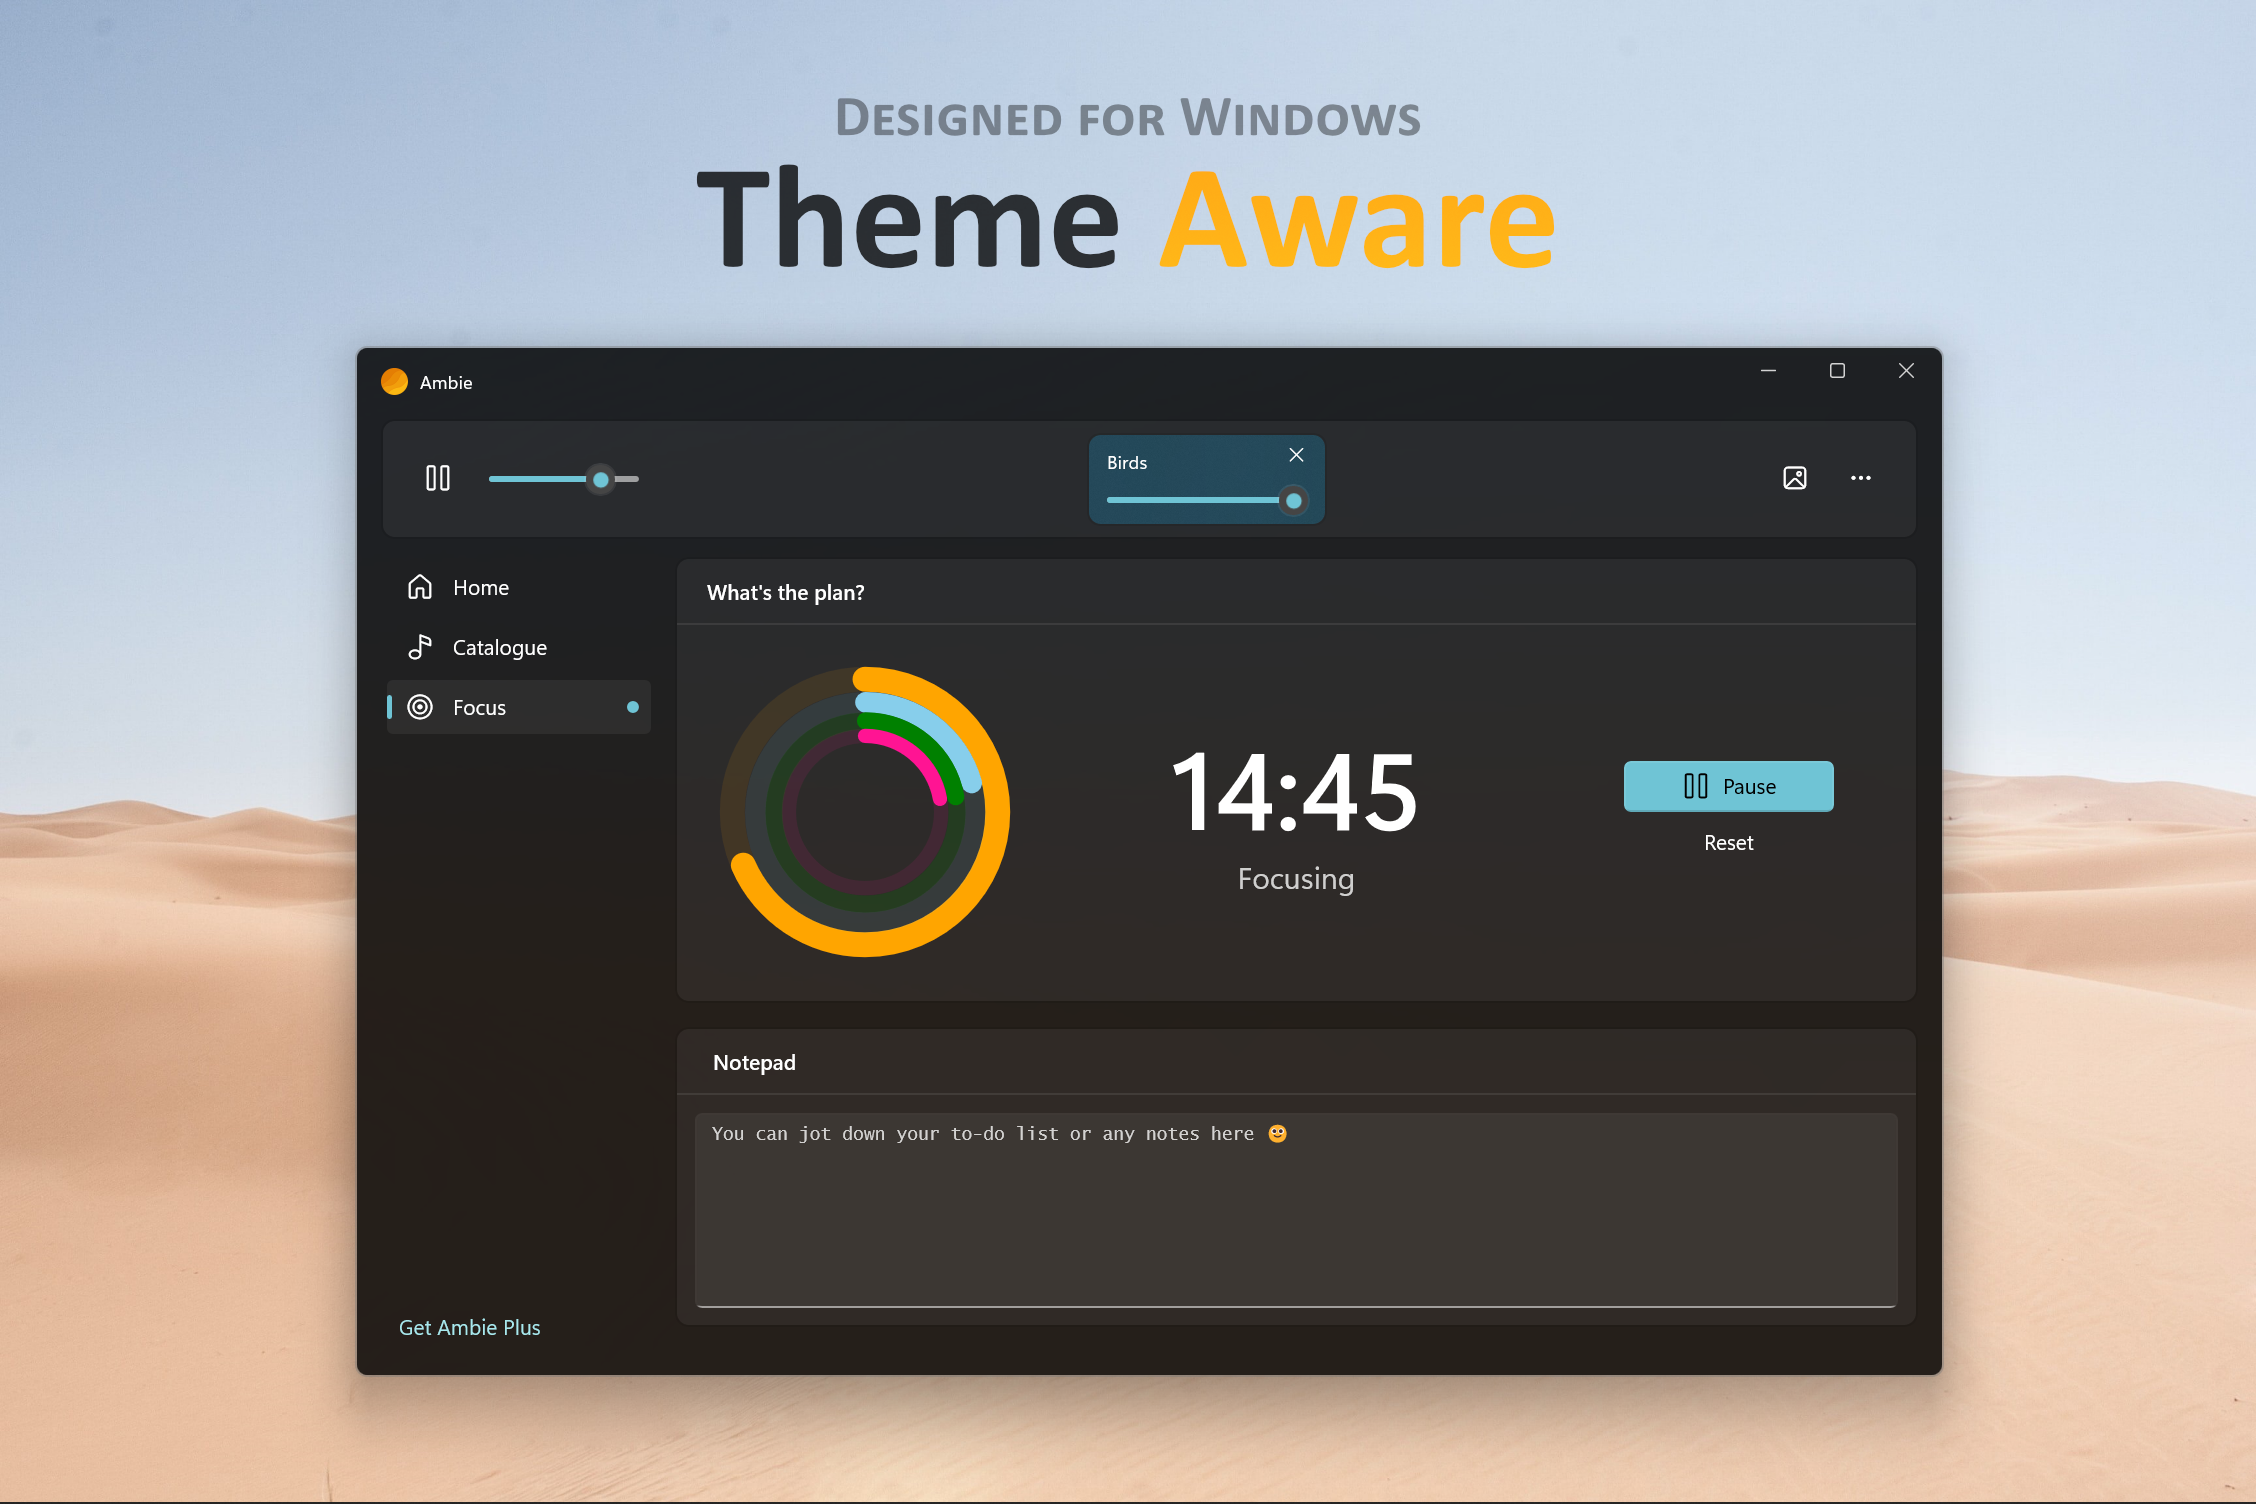 DESIGNED FOR WINDOWS
Theme Aware
Ambie
Birds
Home
Catalogue
Focus
What's the plan?
14:45
Focusing
Pause
Reset
Notepad
You can jot down your to-do list or any notes here 🙂
Get Ambie Plus